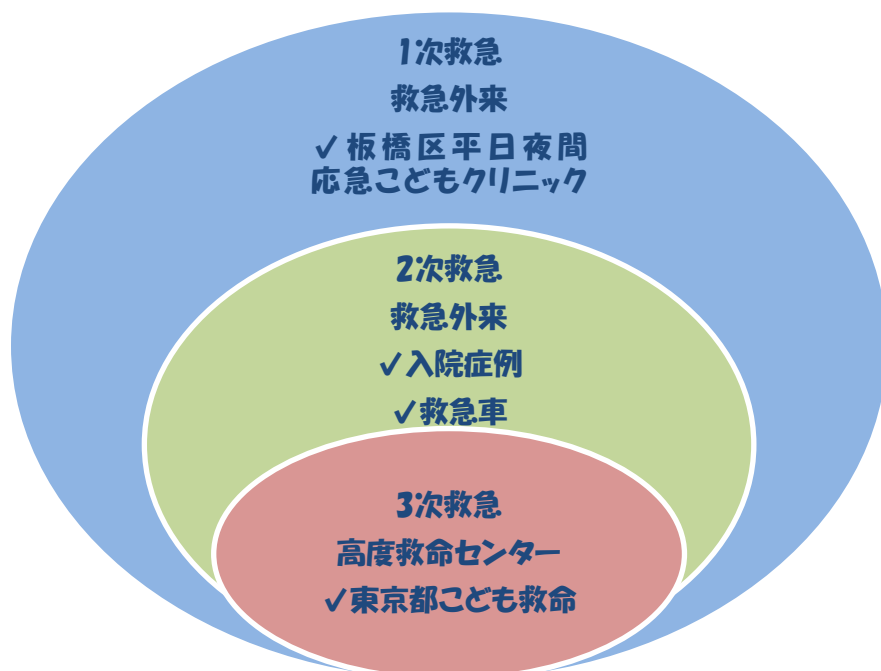 1次救急
救急外来
✓板橋区平日夜間
応急こどもクリニック
2次救急
救急外来
✓入院症例
✓救急車
3次救急
高度救命センター
✓東京都こども救命